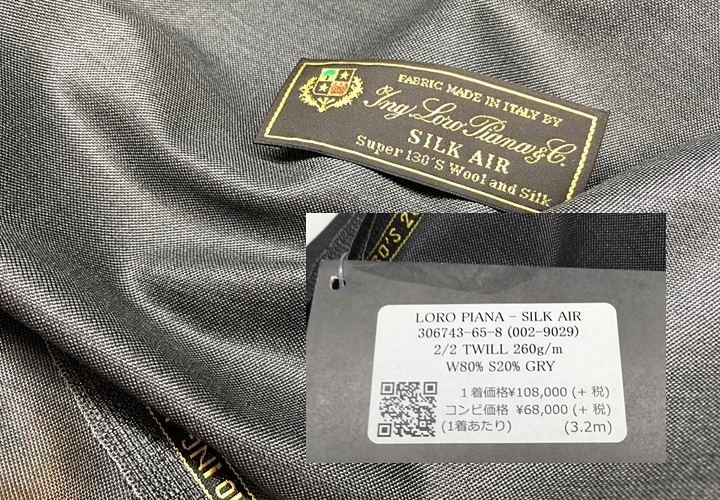 FABRIC MADE IN ITALY BY
Ing. Loro Piana & C.
SILK AIR
Super 130'S Wool and Silk
0'S
LORO PIANA – SILK AIR
306743-65-8 (002-9029)
2/2 TWILL 260g/m
W80% S20% GRY
1着価格¥108,000 (+ 税)
コンビ価格 ¥68,000 (+ 税)
(1着あたり) (3.2m)
INC